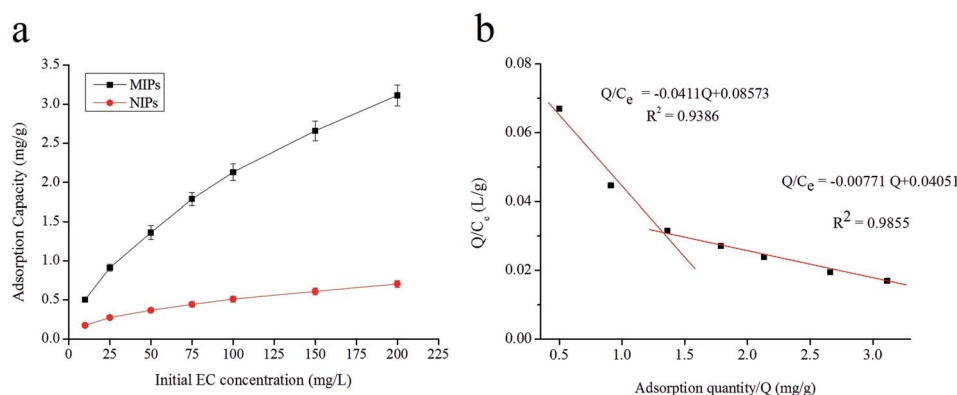 a
3.5
3.0
2.5
2.0
1.5
1.0
0.5
0.0
Adsorption Capacity (mg/g)
MIPs
NIPs
0 25 50 75 100 125 150 175 200 225
Initial EC concentration (mg/L)
b
0.08
0.06
0.04
0.02
0.00
Q/Ce (L/g)
Q/Ce = -0.0411Q+0.08573
R2 = 0.9386
Q/Ce = -0.00771 Q+0.04051
R2 = 0.9855
0.5 1.0 1.5 2.0 2.5 3.0
Adsorption quantity/Q (mg/g)